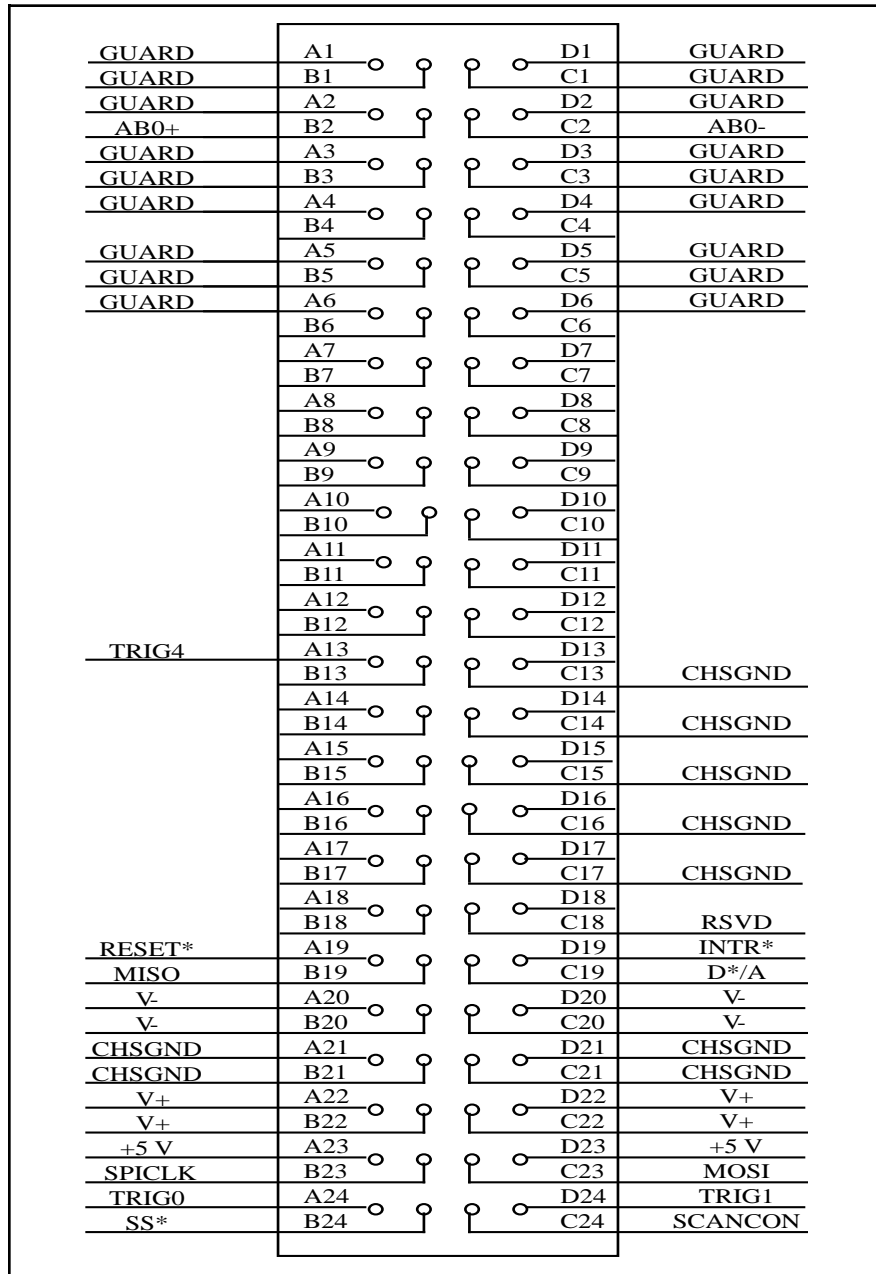 GUARD A1 D1 GUARD
GUARD B1 C1 GUARD
GUARD A2 D2 GUARD
AB0+ B2 C2 AB0-
GUARD A3 D3 GUARD
GUARD B3 C3 GUARD
GUARD A4 D4 GUARD
B4 C4
GUARD A5 D5 GUARD
GUARD B5 C5 GUARD
GUARD A6 D6 GUARD
B6 C6
A7 D7
B7 C7
A8 D8
B8 C8
A9 D9
B9 C9
A10 D10
B10 C10
A11 D11
B11 C11
A12 D12
B12 C12
TRIG4 A13 D13
B13 C13 CHSGND
A14 D14
B14 C14 CHSGND
A15 D15
B15 C15 CHSGND
A16 D16
B16 C16 CHSGND
A17 D17
B17 C17 CHSGND
A18 D18
B18 C18 RSVD
RESET* A19 D19 INTR*
MISO B19 C19 D*/A
V- A20 D20 V-
V- B20 C20 V-
CHSGND A21 D21 CHSGND
CHSGND B21 C21 CHSGND
V+ A22 D22 V+
V+ B22 C22 V+
+5 V A23 D23 +5 V
SPICLK B23 C23 MOSI
TRIG0 A24 D24 TRIG1
SS* B24 C24 SCANCON